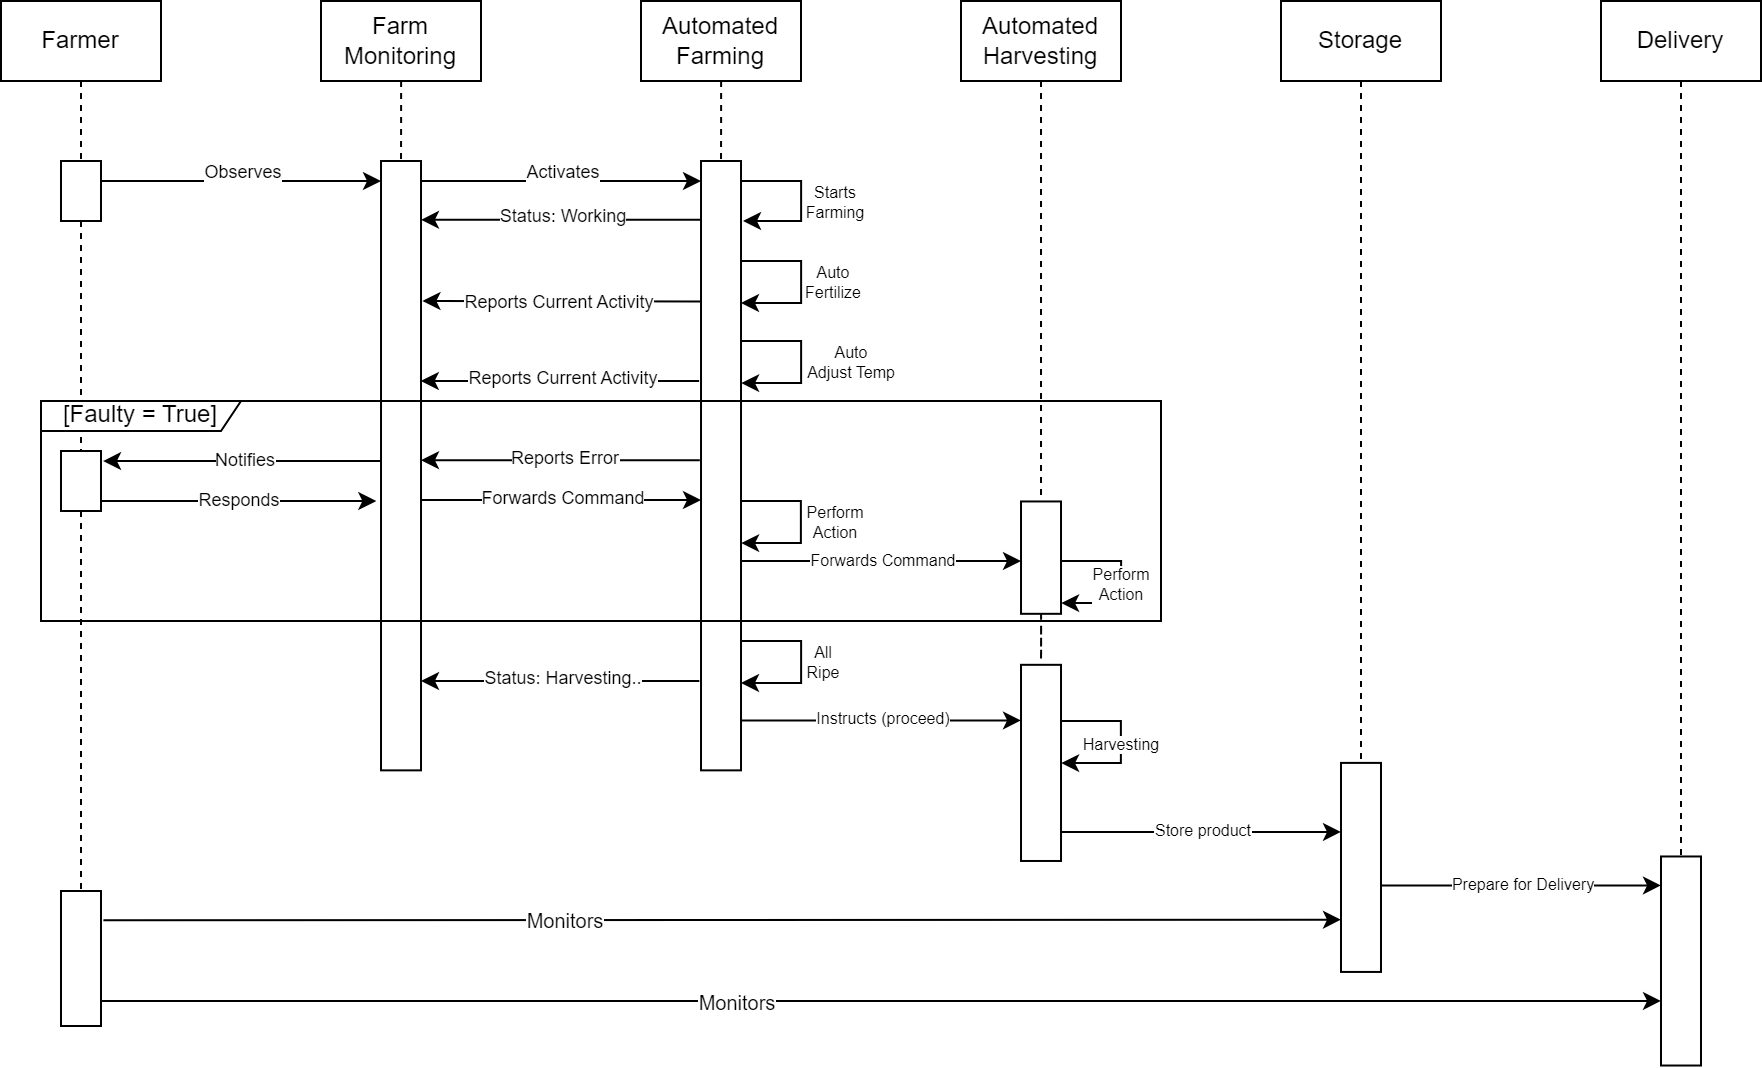 Farmer
Farm
Monitoring
Automated
Farming
Automated
Harvesting
Storage
Delivery
Observes
Activates
Starts
Farming
Status: Working
Auto
Fertilize
Reports Current Activity
Auto
Adjust Temp
Reports Current Activity
[Faulty = True]
Notifies
Reports Error
Responds
Forwards Command
Perform
Action
Forwards Command
Perform
Action
All
Ripe
Status: Harvesting..
Instructs (proceed)
Harvesting
Store product
Prepare for Delivery
Monitors
Monitors